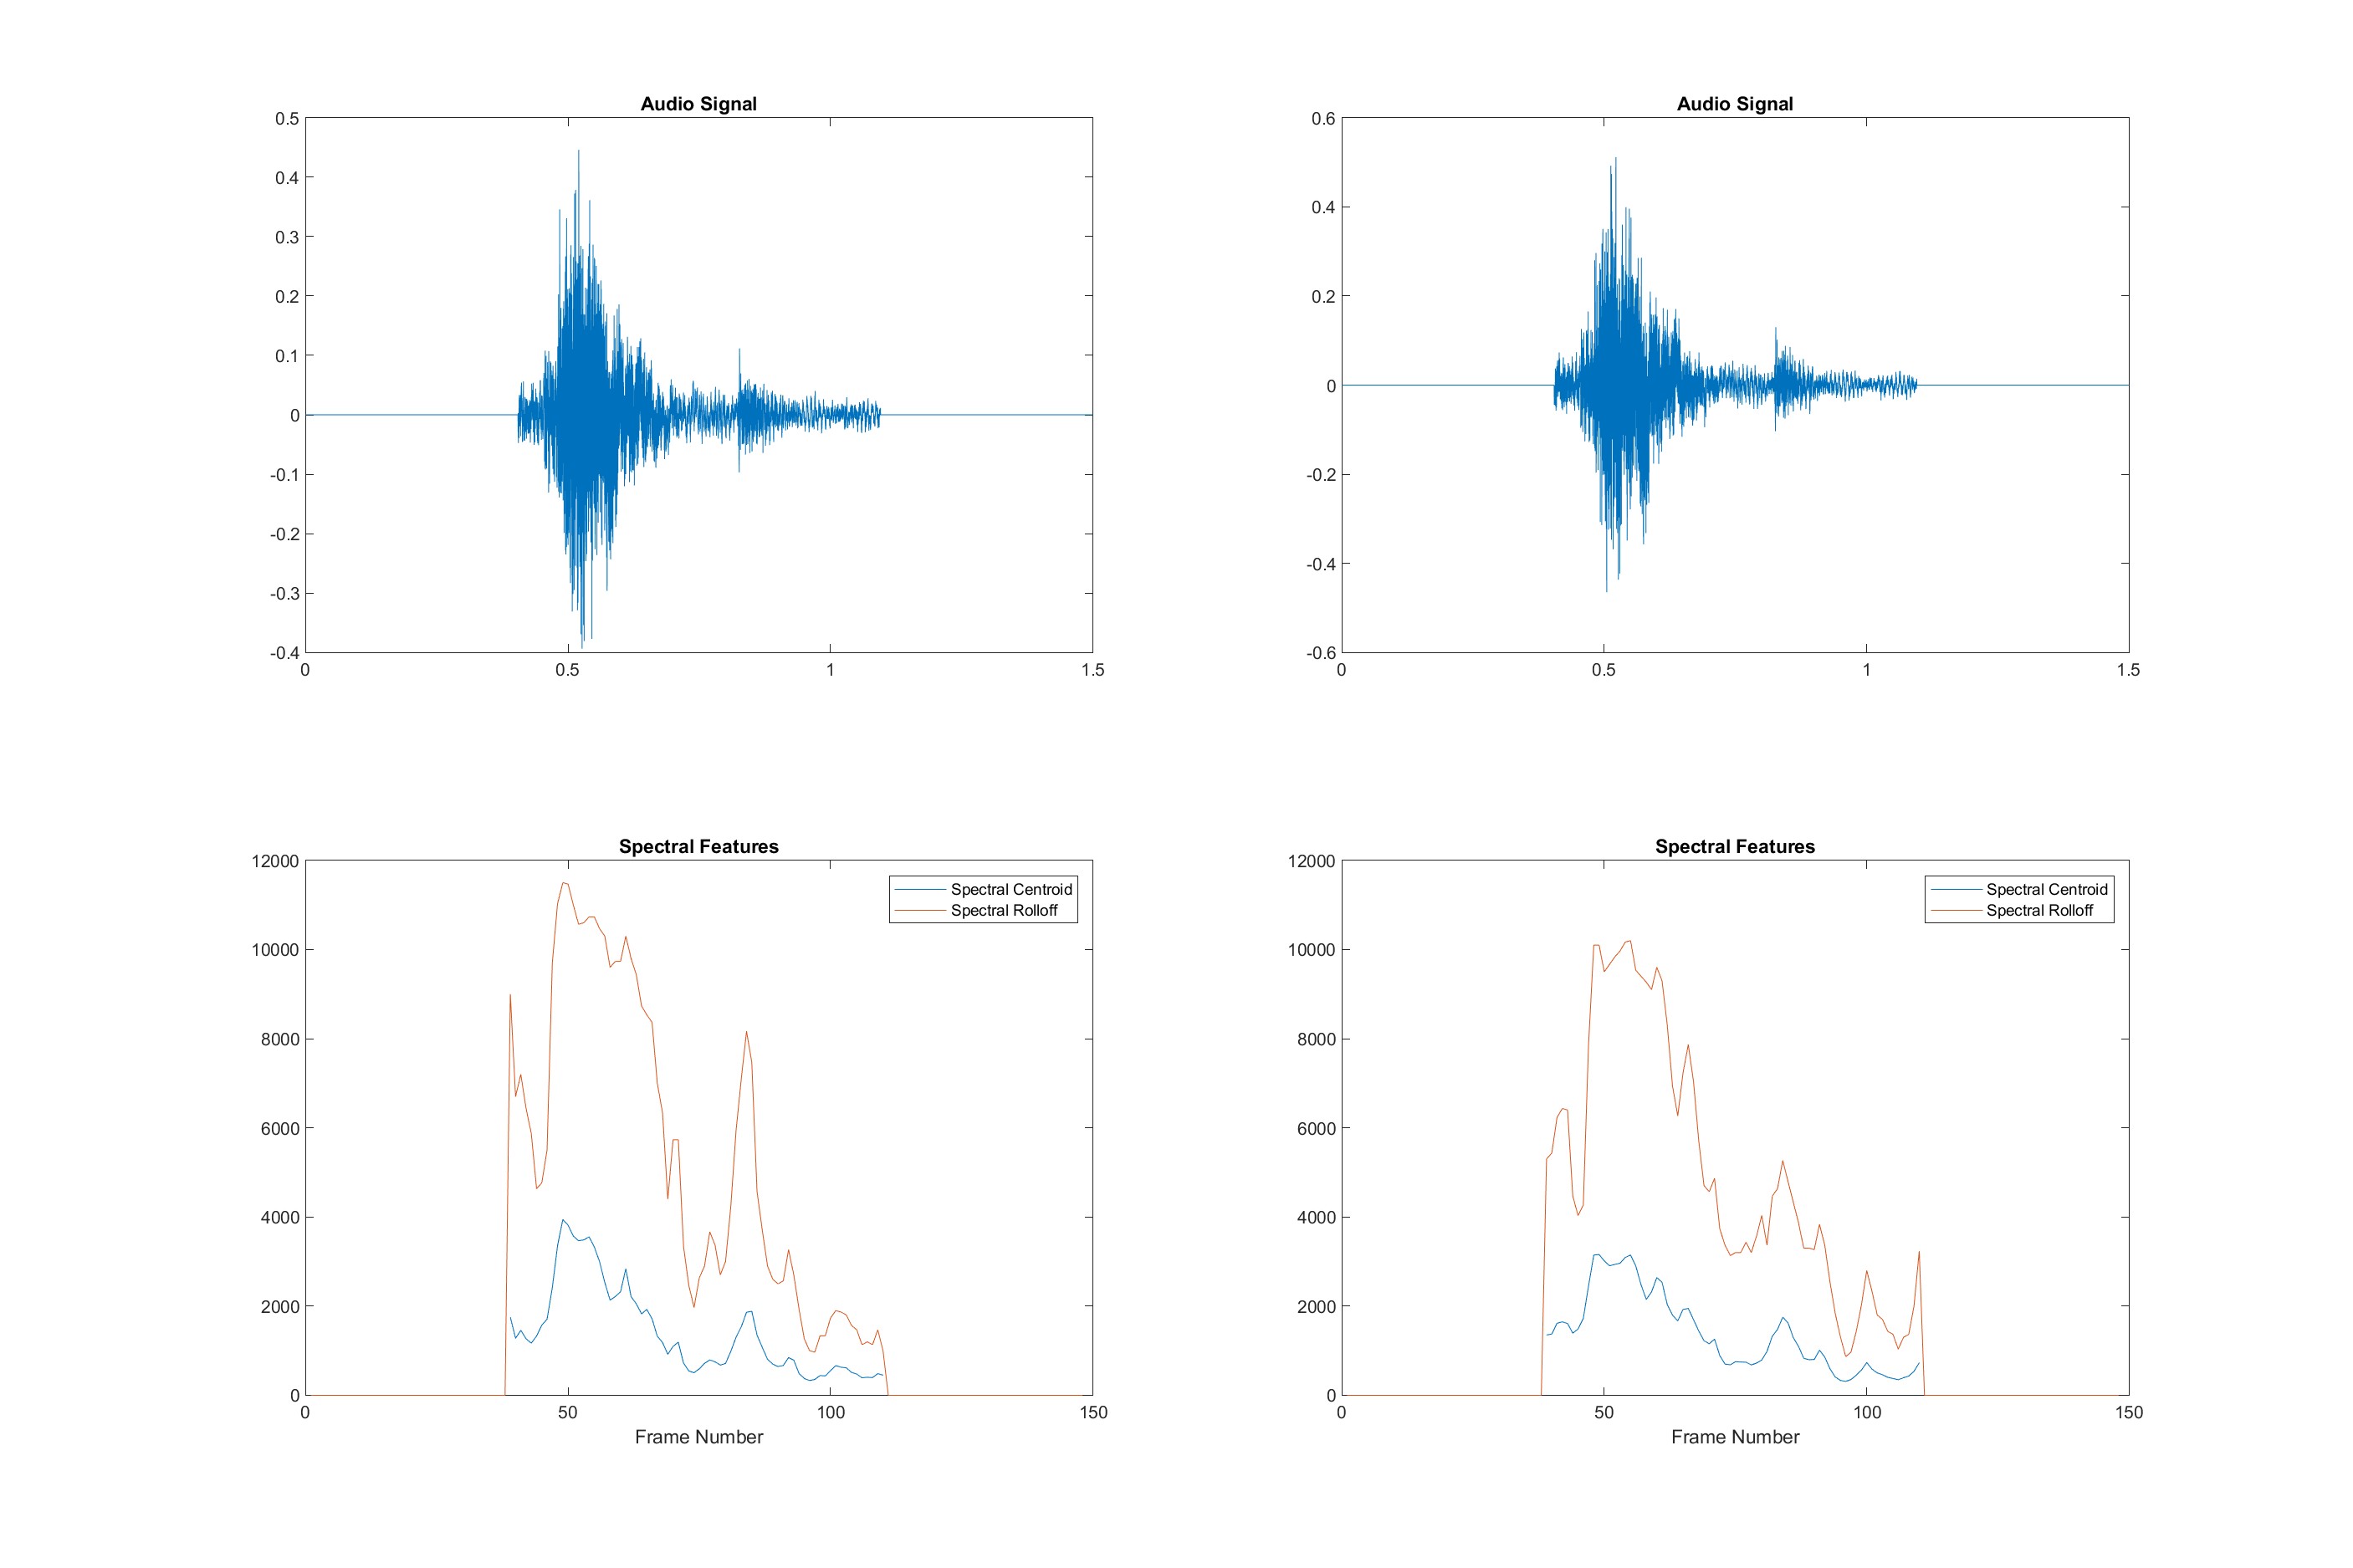 Audio Signal
0.5
0.4
0.3
0.2
0.1
0
-0.1
-0.2
-0.3
-0.4
0 0.5 1 1.5
Audio Signal
0.6
0.4
0.2
0
-0.2
-0.4
-0.6
0 0.5 1 1.5
Spectral Features
12000
10000
8000
6000
4000
2000
0
Spectral Centroid
Spectral Rolloff
0 50 100 150
Frame Number
Spectral Features
12000
10000
8000
6000
4000
2000
0
Spectral Centroid
Spectral Rolloff
0 50 100 150
Frame Number